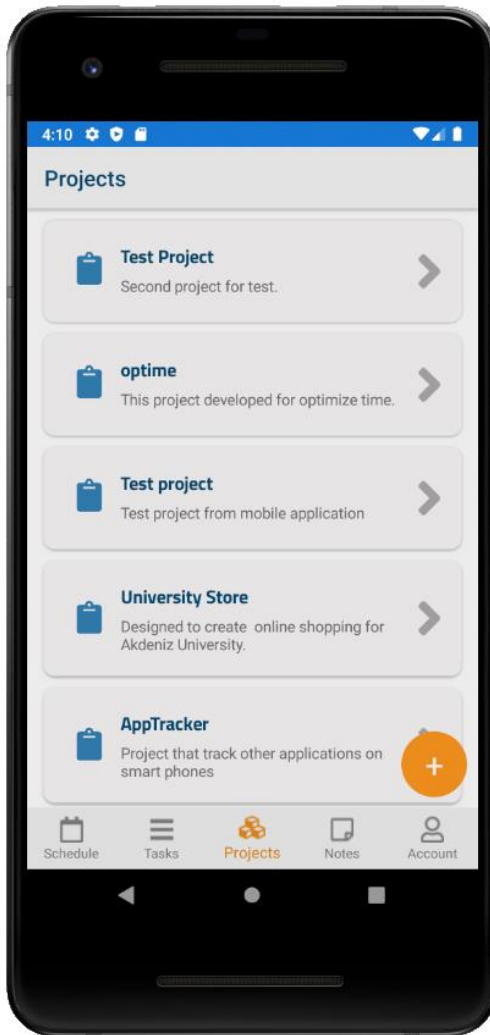 4:10
Projects
Test Project
Second project for test.
optime
This project developed for optimize time.
Test project
Test project from mobile application
University Store
Designed to create online shopping for
Akdeniz University.
AppTracker
Project that track other applications on
smart phones
+
Schedule Tasks Projects Notes Account